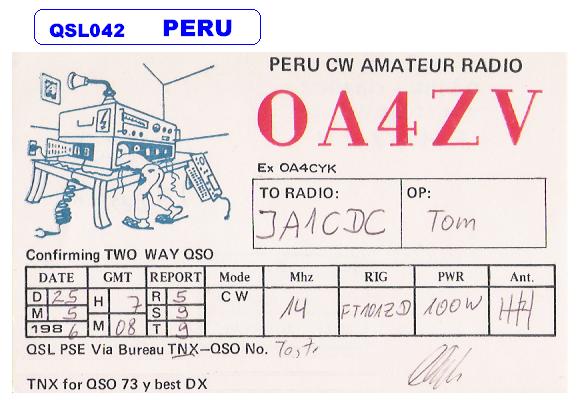 QSL042 PERU
PERU CW AMATEUR RADIO
OA4ZV
Ex OA4CYK
TO RADIO: OP:
JA1CDC Tom
Confirming TWO WAY QSO
DATE GMT REPORT Mode Mhz RIG PWR Ant.
D 25 H 7 R 5 CW 14 FT101ZD 100W
M 5 S 9
1986 M 08 T 9
QSL PSE Via Bureau TNX-QSO No.
TNX for QSO 73 y best DX